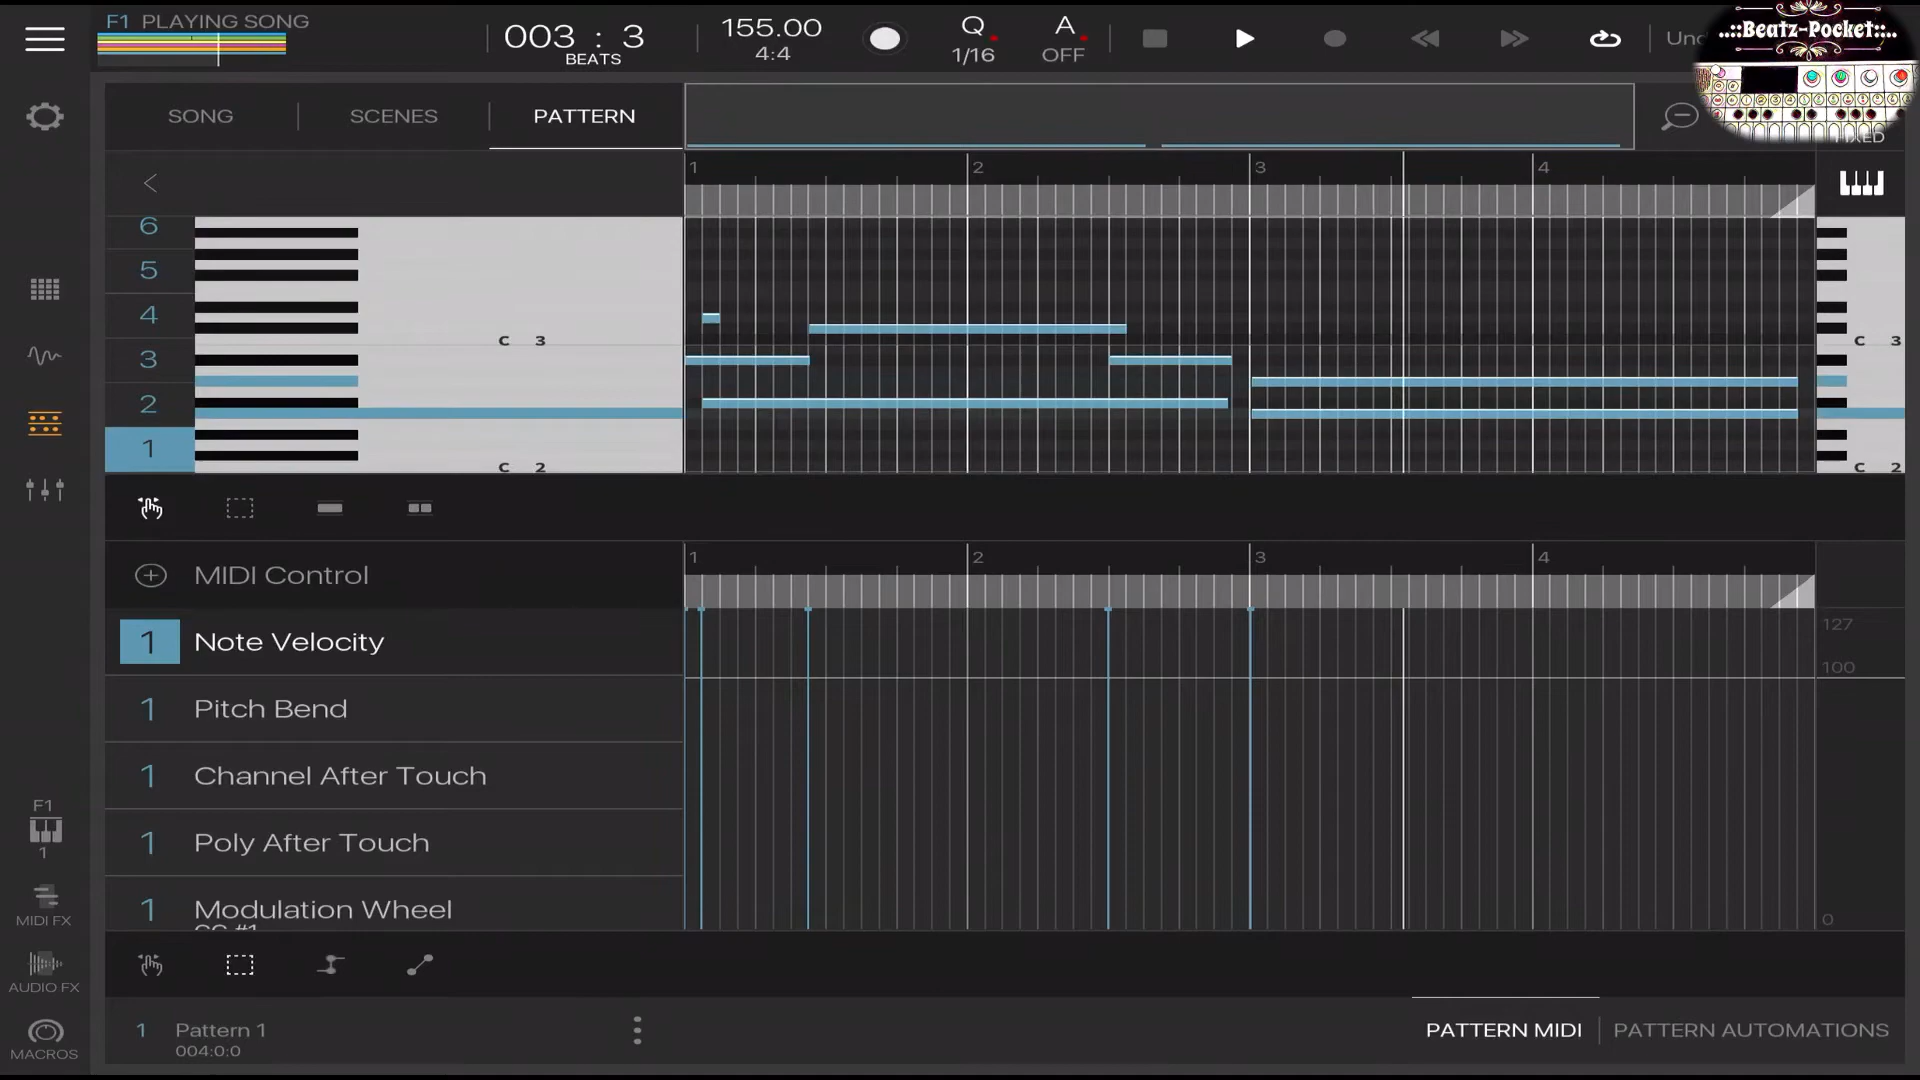 F1 PLAYING SONG
003 : 3
BEATS
155.00
4:4
Q
1/16
A
OFF
..::Beatz-Pocket::..
SONG
SCENES
PATTERN
1 2 3 4
6
5
4
3
2
1
C 3
C 2
C 3
C 2
MIDI Control
1 2 3 4
1 Note Velocity
1 Pitch Bend
1 Channel After Touch
1 Poly After Touch
1 Modulation Wheel
127
100
0
F1
1
MIDI FX
AUDIO FX
MACROS
1 Pattern 1
004:0:0
PATTERN MIDI
PATTERN AUTOMATIONS